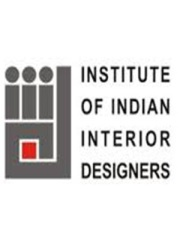 INSTITUTE
OF INDIAN
INTERIOR
DESIGNERS